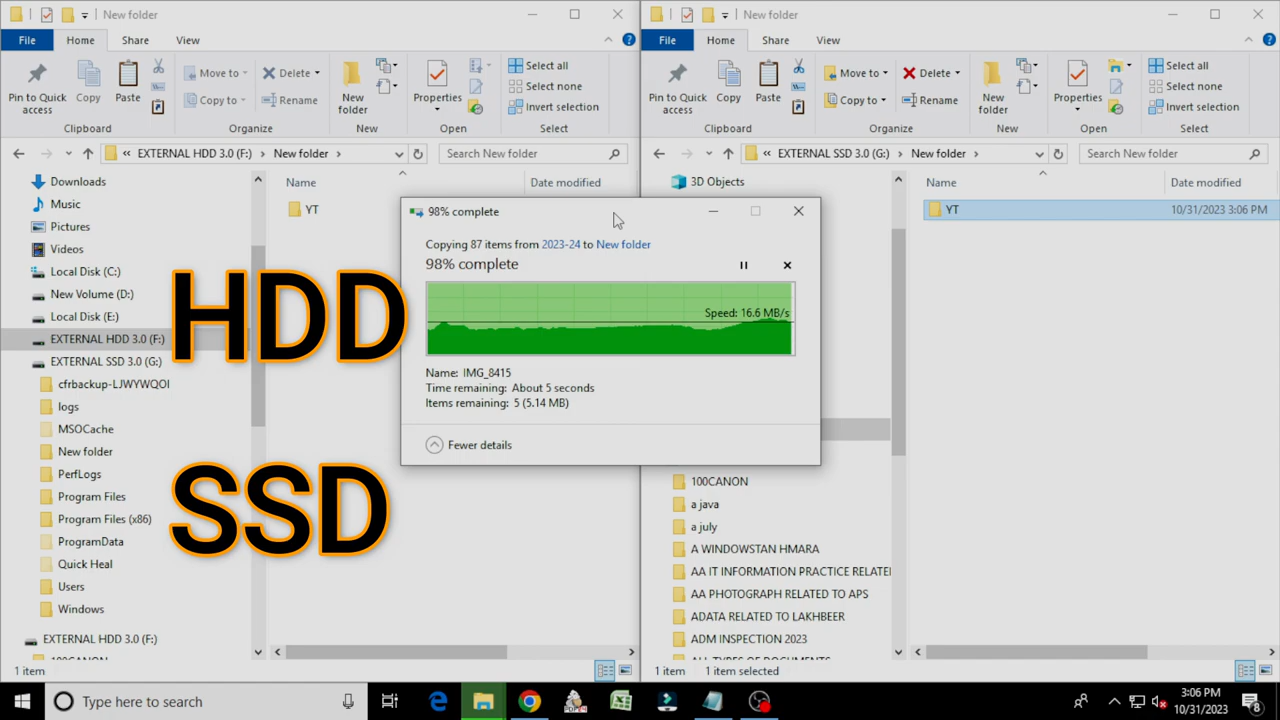 New folder
File
Home
Share
View
Pin to Quick access
Copy
Paste
Move to
Copy to
Delete
Rename
New folder
Properties
Select all
Select none
Invert selection
Clipboard
Organize
New
Open
Select
« EXTERNAL HDD 3.0 (F:) > New folder >
Search New folder
Downloads
Music
Pictures
Videos
Local Disk (C:)
New Volume (D:)
Local Disk (E:)
EXTERNAL HDD 3.0 (F:)
EXTERNAL SSD 3.0 (G:)
cfrbackup-LJWYWQOI
logs
MSOCache
New folder
PerfLogs
Program Files
Program Files (x86)
ProgramData
Quick Heal
Users
Windows
EXTERNAL HDD 3.0 (F:)
100CANON
Name
Date modified
YT
1 item
HDD
SSD
98% complete
Copying 87 items from 2023-24 to New folder
98% complete
Speed: 16.6 MB/s
Name: IMG_8415
Time remaining: About 5 seconds
Items remaining: 5 (5.14 MB)
Fewer details
New folder
File
Home
Share
View
Pin to Quick access
Copy
Paste
Move to
Copy to
Delete
Rename
New folder
Properties
Select all
Select none
Invert selection
Clipboard
Organize
New
Open
Select
« EXTERNAL SSD 3.0 (G:) > New folder >
Search New folder
3D Objects
100CANON
a java
a july
A WINDOWSTAN HMARA
AA IT INFORMATION PRACTICE RELATE
AA PHOTOGRAPH RELATED TO APS
ADATA RELATED TO LAKHBEER
ADM INSPECTION 2023
ALL TYPES OF DOCUMENTS
Name
Date modified
YT
10/31/2023 3:06 PM
1 item
1 item selected
Type here to search
3:06 PM
10/31/2023
8